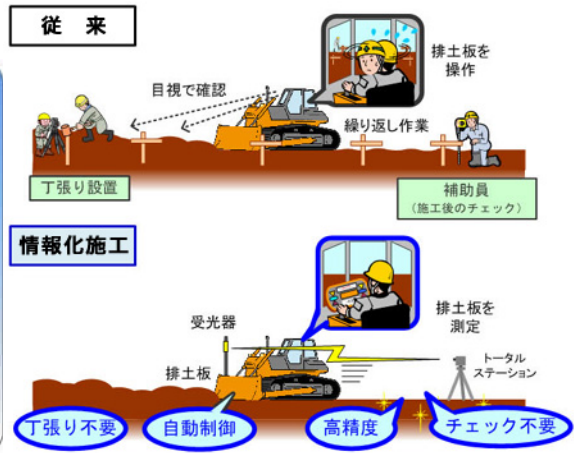 従 来
排土板を
操作
目視で確認
繰り返し作業
丁張り設置
補助員
（施工後のチェック）
情報化施工
排土板を
測定
受光器
トータル
ステーション
排土板
丁張り不要
自動制御
高精度
チェック不要